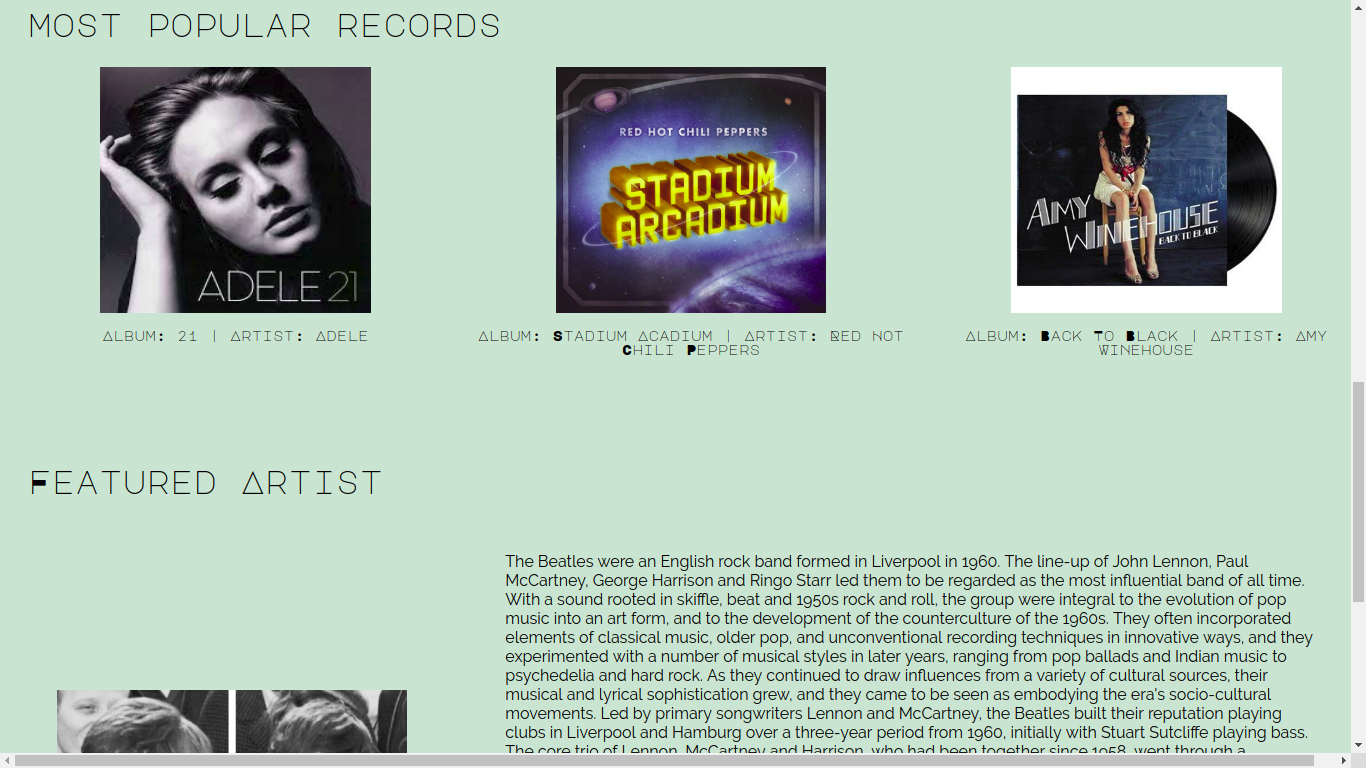 MOST POPULAR RECORDS
ADELE 21
RED HOT CHILI PEPPERS
STADIUM
ARCADIUM
AMY
WINEHOUSE
BACK TO BLACK
ALBUM: 21 | ARTIST: ADELE
ALBUM: STADIUM ACADIUM | ARTIST: RED HOT
CHILI PEPPERS
ALBUM: BACK TO BLACK | ARTIST: AMY
WINEHOUSE
FEATURED ARTIST
The Beatles were an English rock band formed in Liverpool in 1960. The line-up of John Lennon, Paul
McCartney, George Harrison and Ringo Starr led them to be regarded as the most influential band of all time.
With a sound rooted in skiffle, beat and 1950s rock and roll, the group were integral to the evolution of pop
music into an art form, and to the development of the counterculture of the 1960s. They often incorporated
elements of classical music, older pop, and unconventional recording techniques in innovative ways, and they
experimented with a number of musical styles in later years, ranging from pop ballads and Indian music to
psychedelia and hard rock. As they continued to draw influences from a variety of cultural sources, their
musical and lyrical sophistication grew, and they came to be seen as embodying the era's socio-cultural
movements. Led by primary songwriters Lennon and McCartney, the Beatles built their reputation playing
clubs in Liverpool and Hamburg over a three-year period from 1960, initially with Stuart Sutcliffe playing bass.
The core trio of Lennon, McCartney and Harrison, who had been together since 1958, went through a